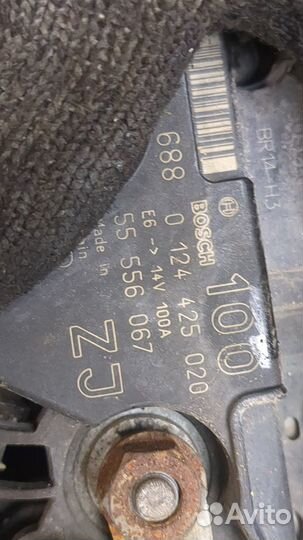 BR14-H3
BOSCH
100
688
0 124 425 020
E6 -> 14V 100A
55 556 067
Made in
ZJ
Avito